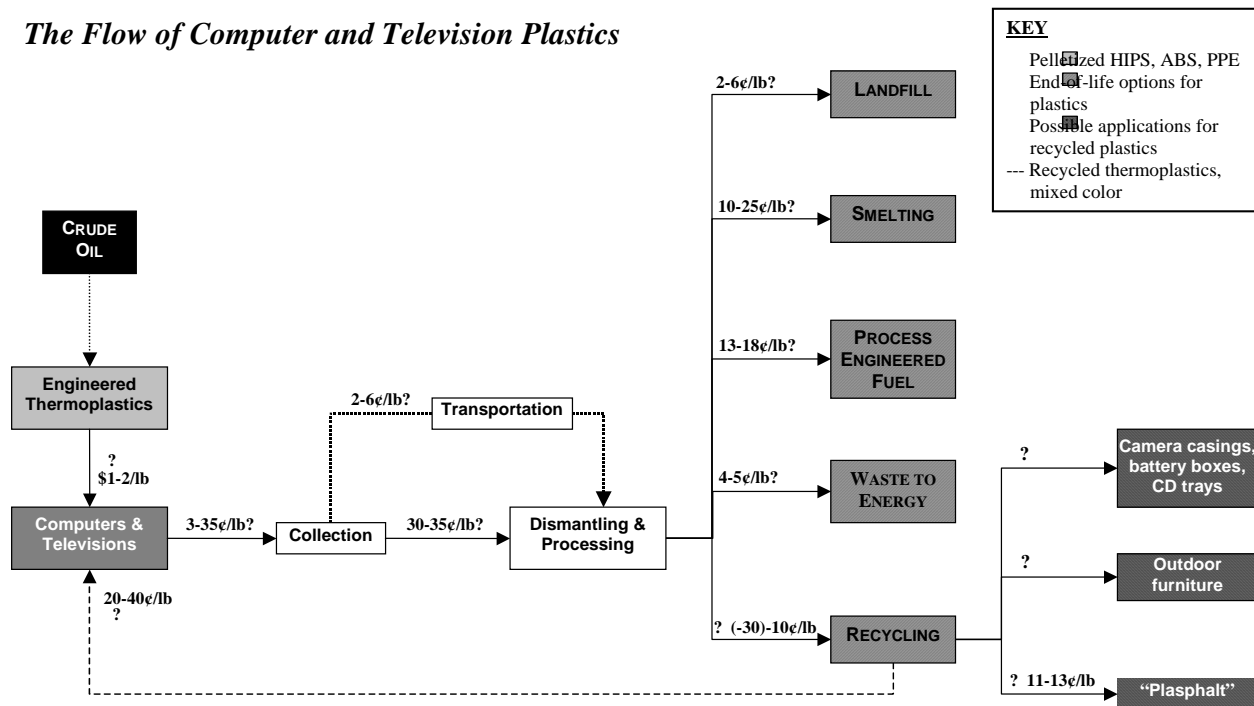 The Flow of Computer and Television Plastics
KEY
Pelletized HIPS, ABS, PPE
End-of-life options for
plastics
Possible applications for
recycled plastics
--- Recycled thermoplastics,
mixed color
2-6¢/lb?
LANDFILL
10-25¢/lb?
SMELTING
CRUDE
OIL
13-18¢/lb?
PROCESS
ENGINEERED
FUEL
Engineered
Thermoplastics
2-6¢/lb?
Transportation
?
$1-2/lb
4-5¢/lb?
WASTE TO
ENERGY
?
Camera casings,
battery boxes,
CD trays
Computers &
Televisions
3-35¢/lb?
Collection
30-35¢/lb?
Dismantling &
Processing
?
Outdoor
furniture
20-40¢/lb
?
? (-30)-10¢/lb
RECYCLING
? 11-13¢/lb
“Plasphalt”